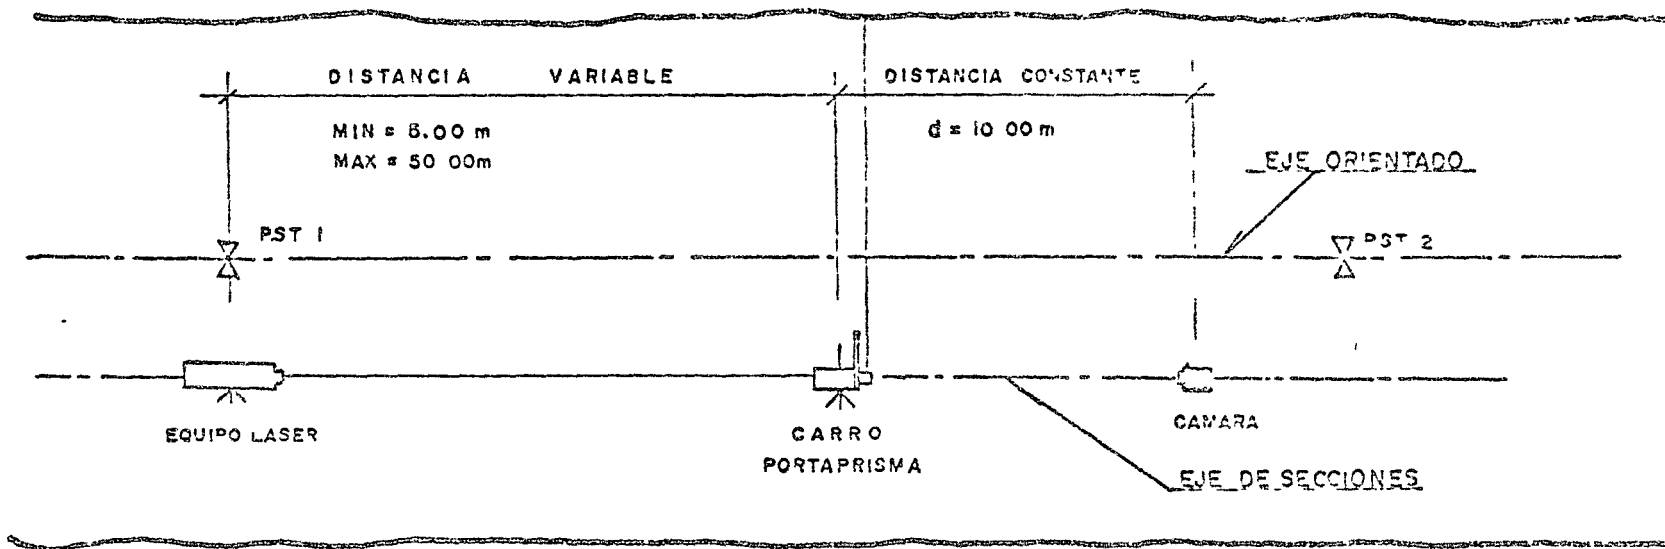 DISTANCIA VARIABLE
DISTANCIA CONSTANTE
MIN = 8.00 m
MAX = 50 00m
d = 10 00 m
EJE ORIENTADO
PST 1
PST 2
EQUIPO LASER
CARRO
PORTAPRISMA
CAMARA
EJE DE SECCIONES